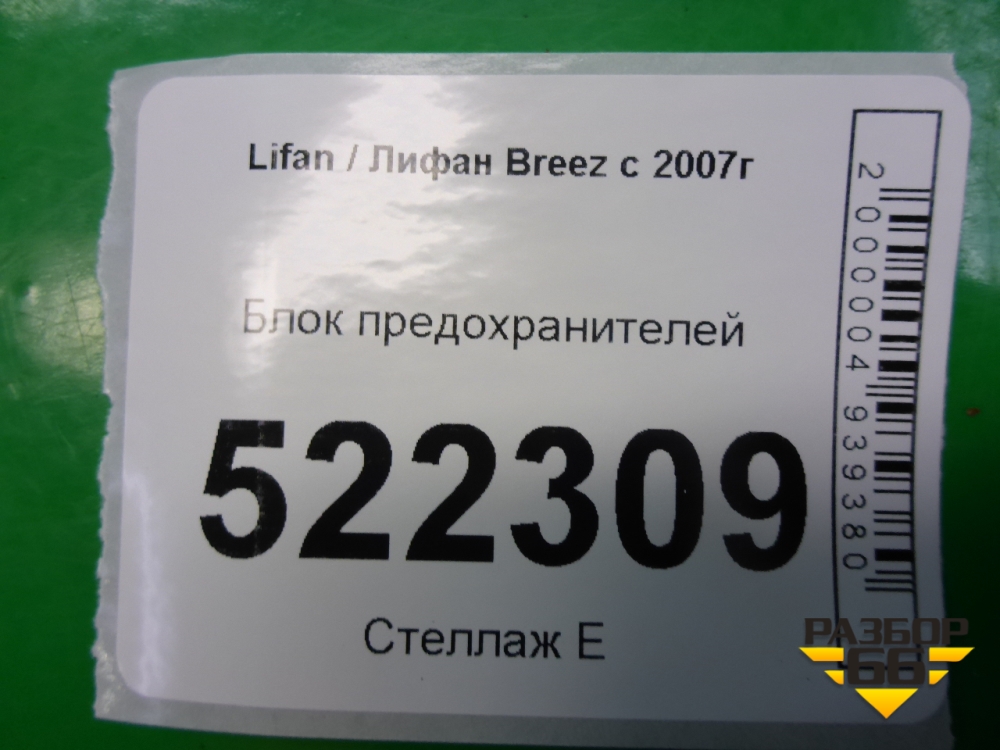 Lifan / Лифан Breez с 2007г
Блок предохранителей
522309
Стеллаж Е
2000004939380
РАЗБОР
66